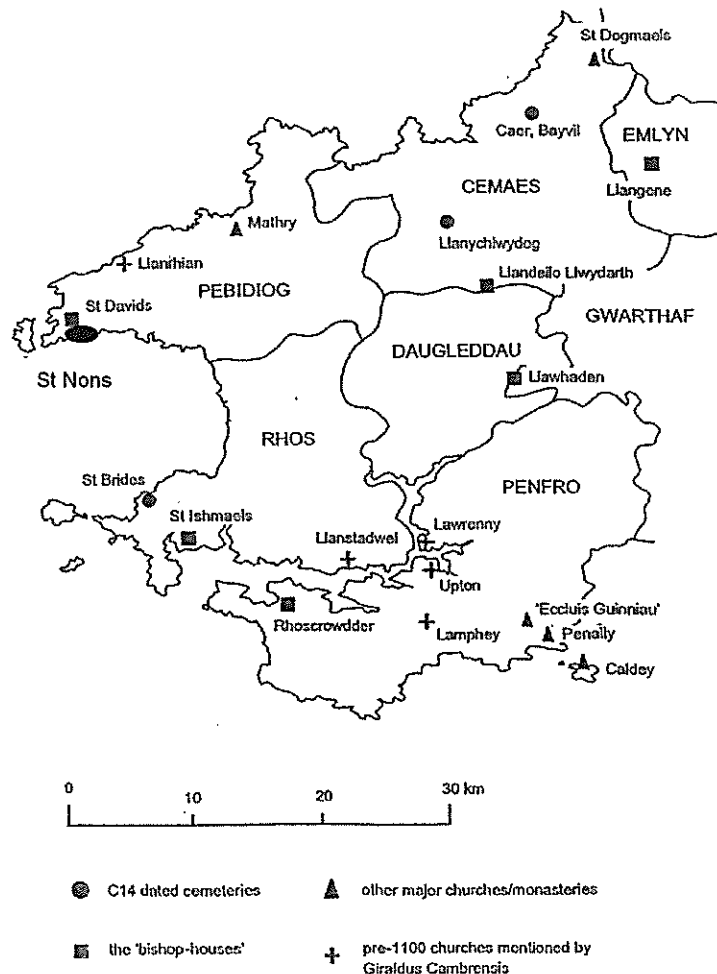 St Dogmaels
Caer, Bayvil
EMLYN
CEMAES
Llangene
Mathry
Llanychlwydog
Llanrhian
Llandeilo Llwydarth
PEBIDIOG
St Davids
GWARTHAF
DAUGLEDDAU
St Nons
Llawhaden
RHOS
PENFRO
St Brides
St Ishmaels
Llanstadwel
Lawrenny
Upton
'Eccluis Guinniau'
Rhoscrowdder
Lamphey
Penally
Caldey
0 10 20 30 km
C14 dated cemeteries
other major churches/monasteries
the 'bishop-houses'
pre-1100 churches mentioned by
Giraldus Cambrensis